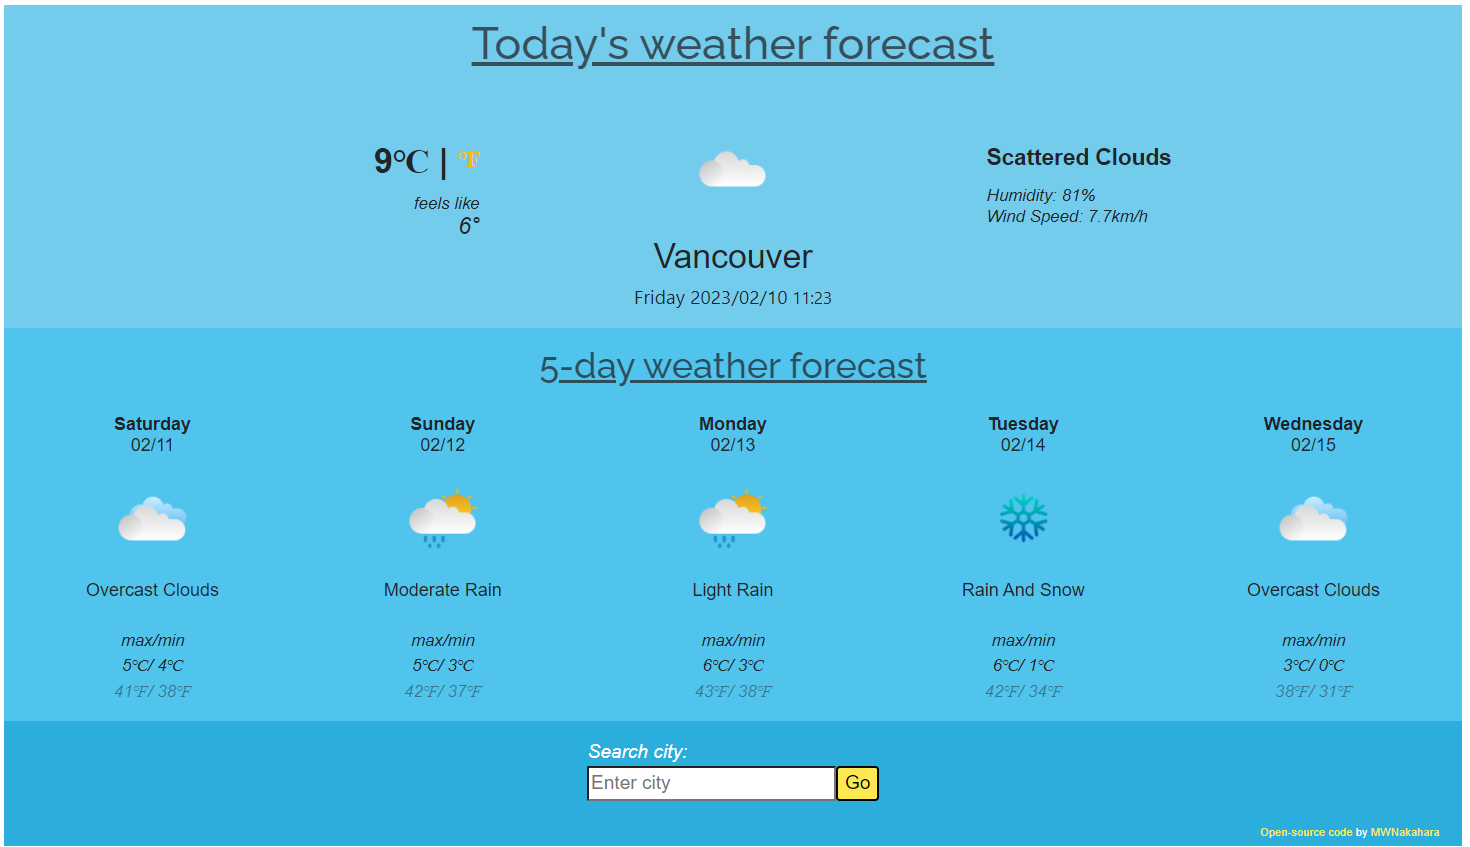 Today's weather forecast
9°C | °F
feels like
6°
Scattered Clouds
Humidity: 81%
Wind Speed: 7.7km/h
Vancouver
Friday 2023/02/10 11:23
5-day weather forecast
Saturday
02/11
Overcast Clouds
max/min
5°C/ 4°C
41°F/ 38°F
Sunday
02/12
Moderate Rain
max/min
5°C/ 3°C
42°F/ 37°F
Monday
02/13
Light Rain
max/min
6°C/ 3°C
43°F/ 38°F
Tuesday
02/14
Rain And Snow
max/min
6°C/ 1°C
42°F/ 34°F
Wednesday
02/15
Overcast Clouds
max/min
3°C/ 0°C
38°F/ 31°F
Search city:
Enter city Go
Open-source code by MWNakahara